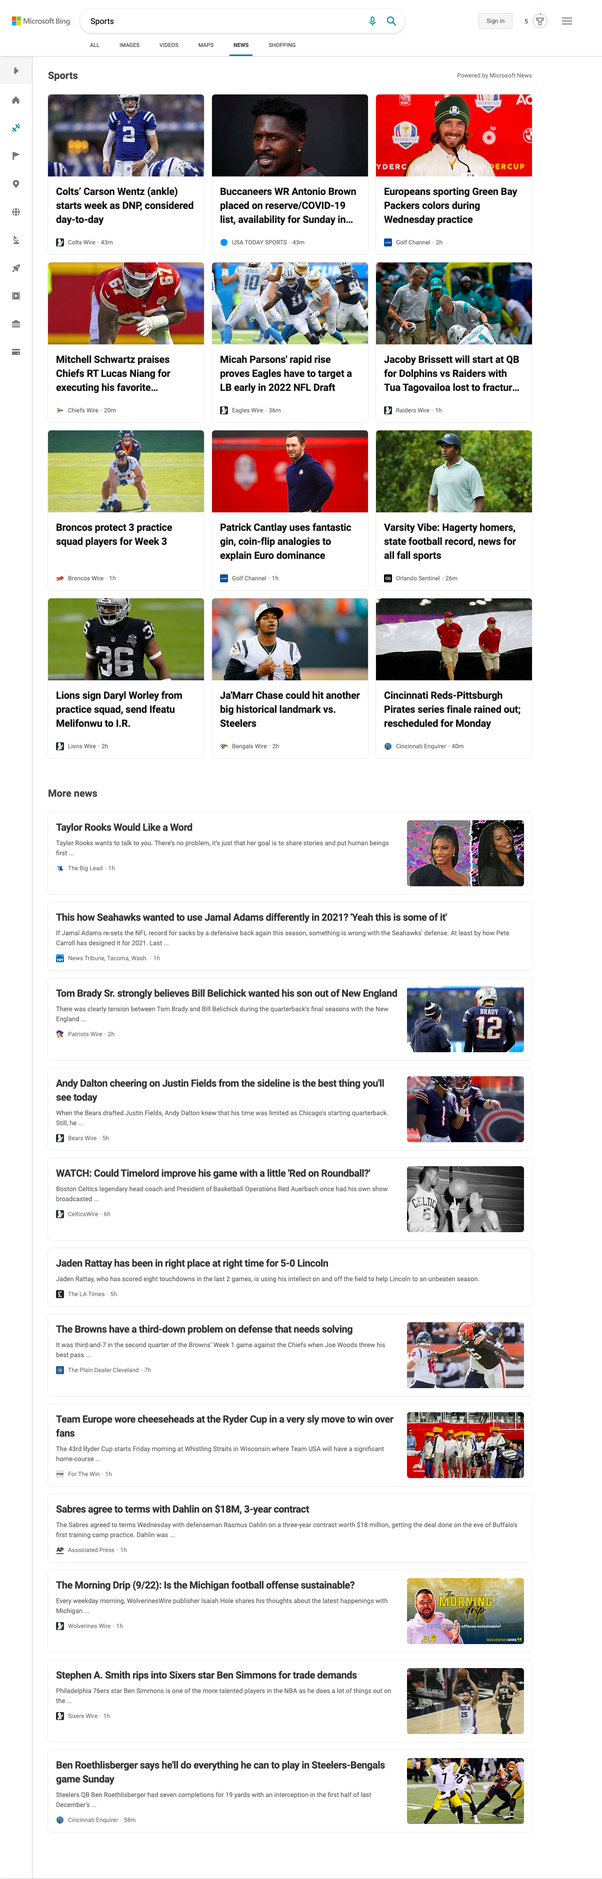 Microsoft Bing
Sports
Sign in
5
ALL IMAGES VIDEOS MAPS NEWS SHOPPING
Sports
Powered by Microsoft News
Colts' Carson Wentz (ankle)
starts week as DNP, considered
day-to-day
Colts Wire · 43m
Buccaneers WR Antonio Brown
placed on reserve/COVID-19
list, availability for Sunday in...
USA TODAY SPORTS · 43m
Europeans sporting Green Bay
Packers colors during
Wednesday practice
Golf Channel · 2h
Mitchell Schwartz praises
Chiefs RT Lucas Niang for
executing his favorite...
Chiefs Wire · 20m
Micah Parsons' rapid rise
proves Eagles have to target a
LB early in 2022 NFL Draft
Eagles Wire · 36m
Jacoby Brissett will start at QB
for Dolphins vs Raiders with
Tua Tagovailoa lost to fractur...
Raiders Wire · 1h
Broncos protect 3 practice
squad players for Week 3
Broncos Wire · 1h
Patrick Cantlay uses fantastic
gin, coin-flip analogies to
explain Euro dominance
Golf Channel · 1h
Varsity Vibe: Hagerty homers,
state football record, news for
all fall sports
Orlando Sentinel · 26m
Lions sign Daryl Worley from
practice squad, send Ifeatu
Melifonwu to I.R.
Lions Wire · 2h
Ja'Marr Chase could hit another
big historical landmark vs.
Steelers
Bengals Wire · 2h
Cincinnati Reds-Pittsburgh
Pirates series finale rained out;
rescheduled for Monday
Cincinnati Enquirer · 40m
More news
Taylor Rooks Would Like a Word
Taylor Rooks wants to talk to you. There's no problem, it's just that her goal is to share stories and put human beings
first ...
The Big Lead · 1h
This how Seahawks wanted to use Jamal Adams differently in 2021? 'Yeah this is some of it'
If Jamal Adams re-sets the NFL record for sacks by a defensive back again this season, something is wrong with the Seahawks' defense. At least by how Pete
Carroll has designed it for 2021. Last ...
News Tribune, Tacoma, Wash. · 1h
Tom Brady Sr. strongly believes Bill Belichick wanted his son out of New England
There was clearly tension between Tom Brady and Bill Belichick during the quarterback's final seasons with the New
England ...
Patriots Wire · 2h
BRADY
12
Andy Dalton cheering on Justin Fields from the sideline is the best thing you'll
see today
When the Bears drafted Justin Fields, Andy Dalton knew that his time was limited as Chicago's starting quarterback.
Still, he ...
Bears Wire · 5h
WATCH: Could Timelord improve his game with a little 'Red on Roundball?'
Boston Celtics legendary head coach and President of Basketball Operations Red Auerbach once had his own show
broadcasted ...
CelticsWire · 6h
Jaden Rattay has been in right place at right time for 5-0 Lincoln
Jaden Rattay, who has scored eight touchdowns in the last 2 games, is using his intellect on and off the field to help Lincoln to an unbeaten season.
The LA Times · 5h
The Browns have a third-down problem on defense that needs solving
It was third-and-7 in the second quarter of the Browns' Week 1 game against the Chiefs when Joe Woods threw his
best pass ...
The Plain Dealer Cleveland · 7h
Team Europe wore cheeseheads at the Ryder Cup in a very sly move to win over
fans
The 43rd Ryder Cup starts Friday morning at Whistling Straits in Wisconsin where Team USA will have a significant
home-course ...
For The Win · 1h
Sabres agree to terms with Dahlin on $18M, 3-year contract
The Sabres agreed to terms Wednesday with defenseman Rasmus Dahlin on a three-year contract worth $18 million, getting the deal done on the eve of Buffalo's
first training camp practice. Dahlin was ...
AP Associated Press · 1h
The Morning Drip (9/22): Is the Michigan football offense sustainable?
Every weekday morning, WolverinesWire publisher Isaiah Hole shares his thoughts about the latest happenings with
Michigan ...
Wolverines Wire · 1h
The
MORNING
drip
Stephen A. Smith rips into Sixers star Ben Simmons for trade demands
Philadelphia 76ers star Ben Simmons is one of the more talented players in the NBA as he does a lot of things out on
the ...
Sixers Wire · 1h
Ben Roethlisberger says he'll do everything he can to play in Steelers-Bengals
game Sunday
Steelers QB Ben Roethlisberger had seven completions for 19 yards with an interception in the first half of last
December's ...
Cincinnati Enquirer · 58m